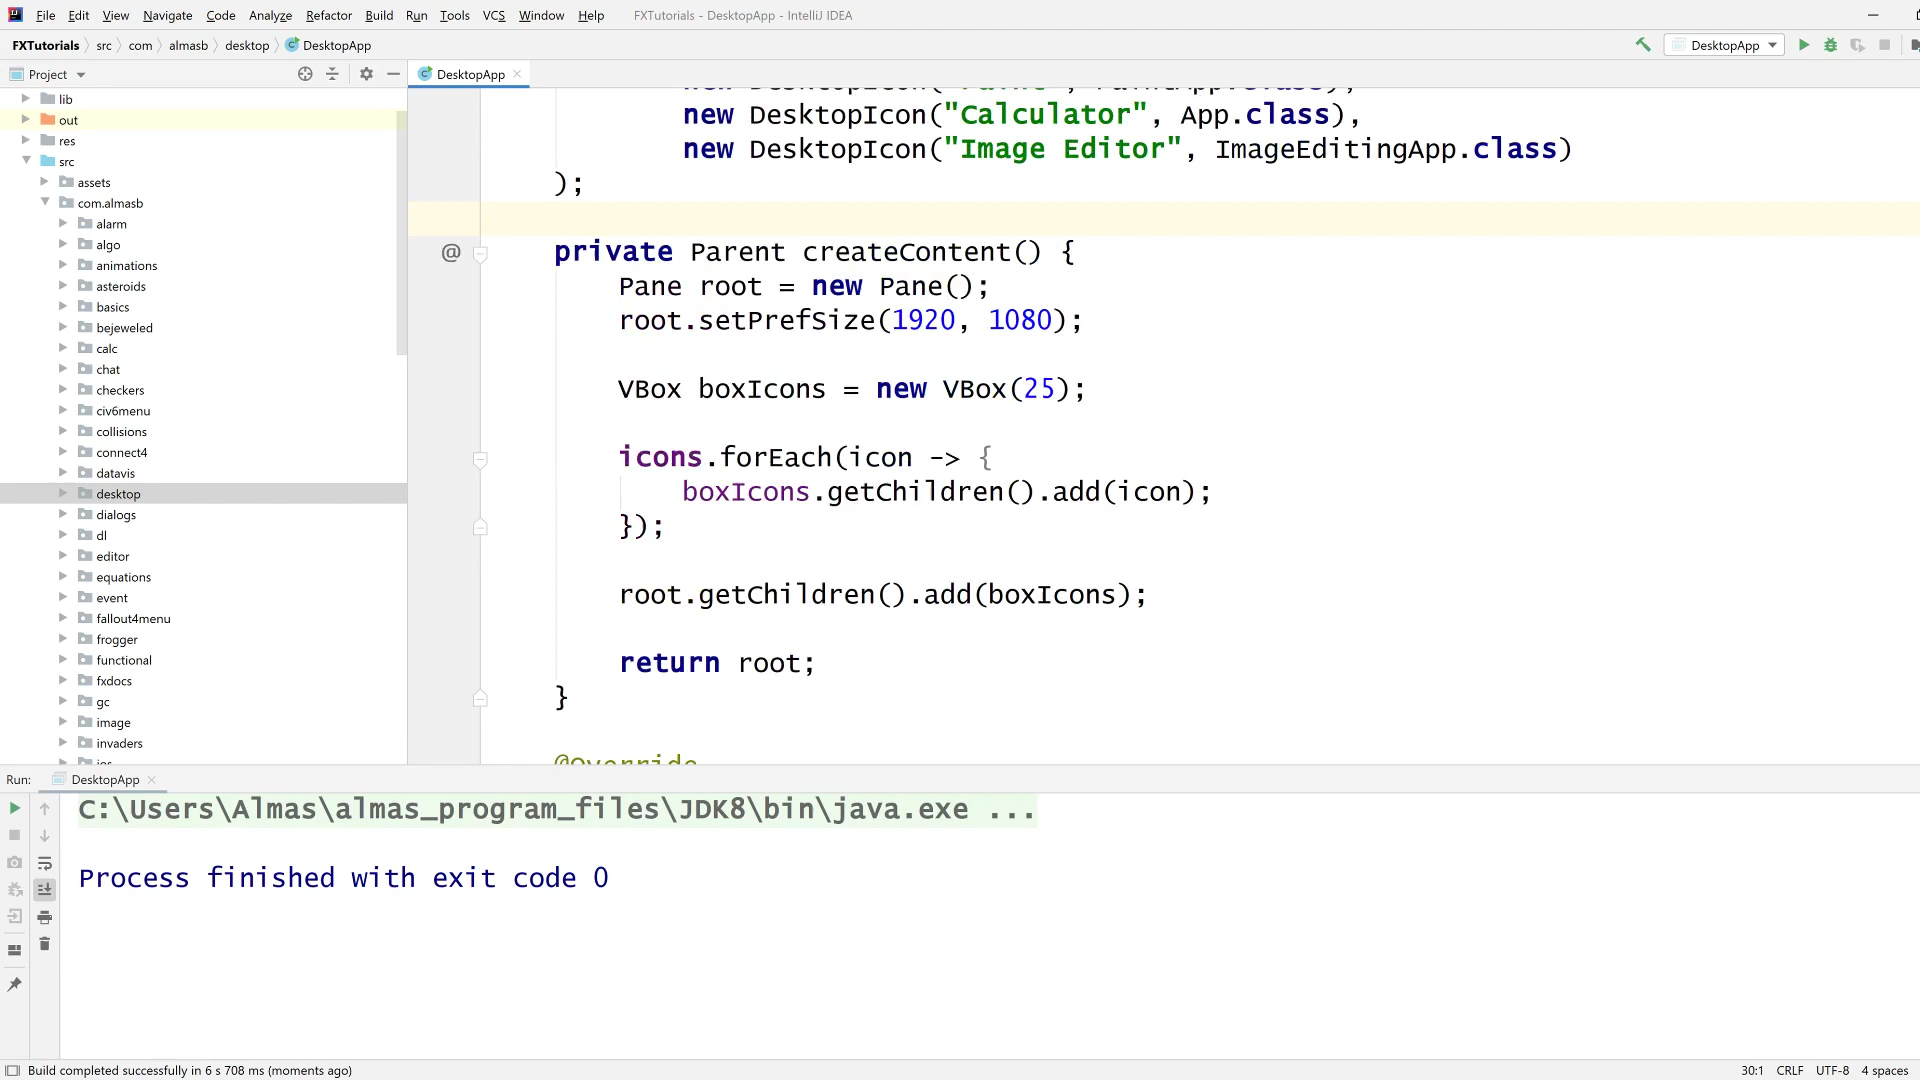 File Edit View Navigate Code Analyze Refactor Build Run Tools VCS Window Help FXTutorials - DesktopApp - IntelliJ IDEA
FXTutorials src com almasb desktop DesktopApp DesktopApp
Project DesktopApp
lib
out
res
src
assets
com.almasb
alarm
algo
animations
asteroids
basics
bejeweled
calc
chat
checkers
civ6menu
collisions
connect4
datavis
desktop
dialogs
dl
editor
equations
event
fallout4menu
frogger
functional
fxdocs
gc
image
invaders
new DesktopIcon("Calculator", App.class),
new DesktopIcon("Image Editor", ImageEditingApp.class)
);
@ private Parent createContent() {
Pane root = new Pane();
root.setPrefSize(1920, 1080);
VBox boxIcons = new VBox(25);
icons.forEach(icon -> {
boxIcons.getChildren().add(icon);
});
root.getChildren().add(boxIcons);
return root;
}
@Override
Run: DesktopApp
C:\Users\Almas\almas_program_files\JDK8\bin\java.exe ...
Process finished with exit code 0
Build completed successfully in 6 s 708 ms (moments ago) 30:1 CRLF UTF-8 4 spaces